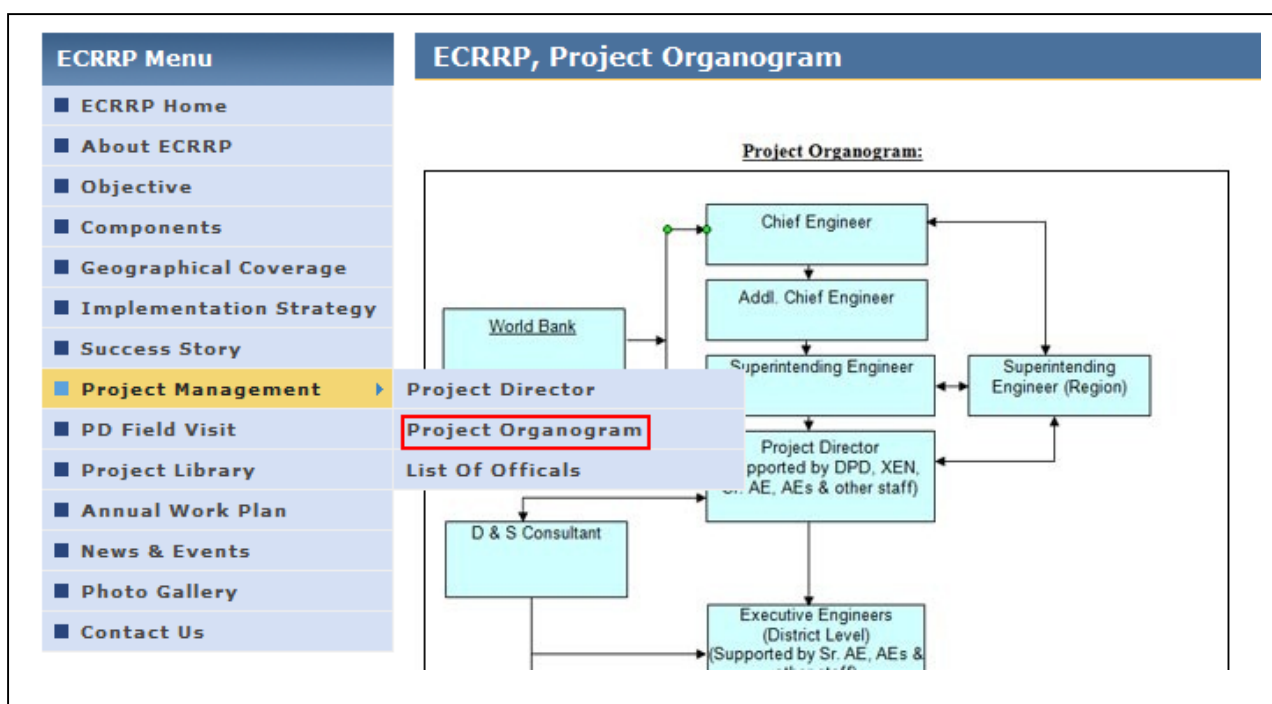 ECRRP Menu
ECRRP Home
About ECRRP
Objective
Components
Geographical Coverage
Implementation Strategy
Success Story
Project Management
PD Field Visit
Project Library
Annual Work Plan
News & Events
Photo Gallery
Contact Us
Project Director
Project Organogram
List Of Officals
ECRRP, Project Organogram
Project Organogram:
Chief Engineer
Addl. Chief Engineer
World Bank
Superintending Engineer
Superintending
Engineer (Region)
Project Director
by DPD, XEN,
AE, AEs & other staff)
D & S Consultant
Executive Engineers
(District Level)
(Supported by Sr. AE, AEs &